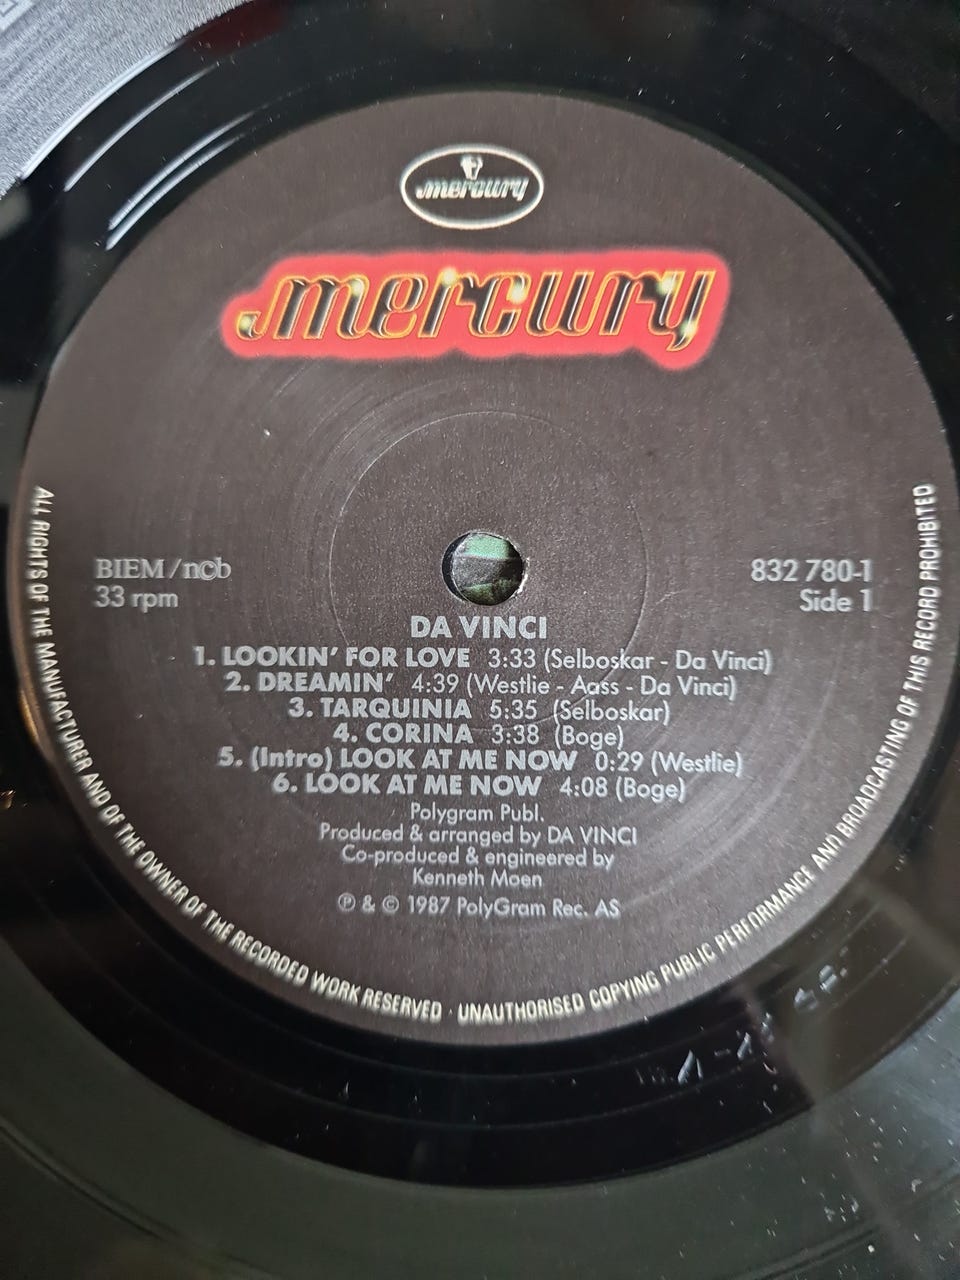 mercury
mercury
BIEM/ncb
33 rpm
832 780-1
Side 1
DA VINCI
1. LOOKIN' FOR LOVE 3:33 (Selboskar - Da Vinci)
2. DREAMIN' 4:39 (Westlie - Aass - Da Vinci)
3. TARQUINIA 5:35 (Selboskar)
4. CORINA 3:38 (Boge)
5. (Intro) LOOK AT ME NOW 0:29 (Westlie)
6. LOOK AT ME NOW 4:08 (Boge)
Polygram Publ.
Produced & arranged by DA VINCI
Co-produced & engineered by
Kenneth Moen
℗ & © 1987 PolyGram Rec. AS
ALL RIGHTS OF THE MANUFACTURER AND OF THE OWNER OF THE RECORDED WORK RESERVED · UNAUTHORISED COPYING PUBLIC PERFORMANCE AND BROADCASTING OF THIS RECORD PROHIBITED